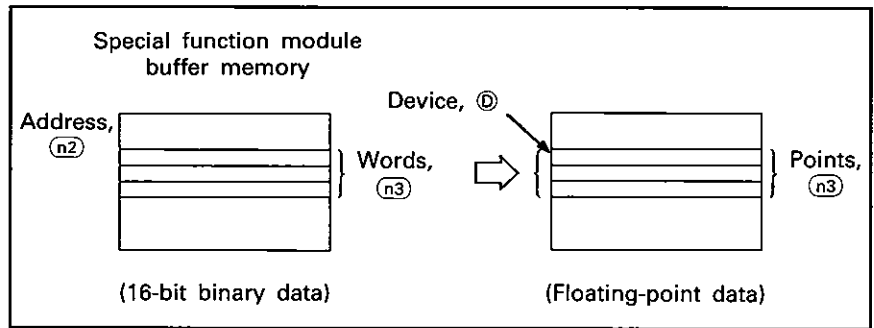 Special function module
buffer memory
Device, Ⓓ
Address,
n2
Words,
n3
Points,
n3
(16-bit binary data)
(Floating-point data)